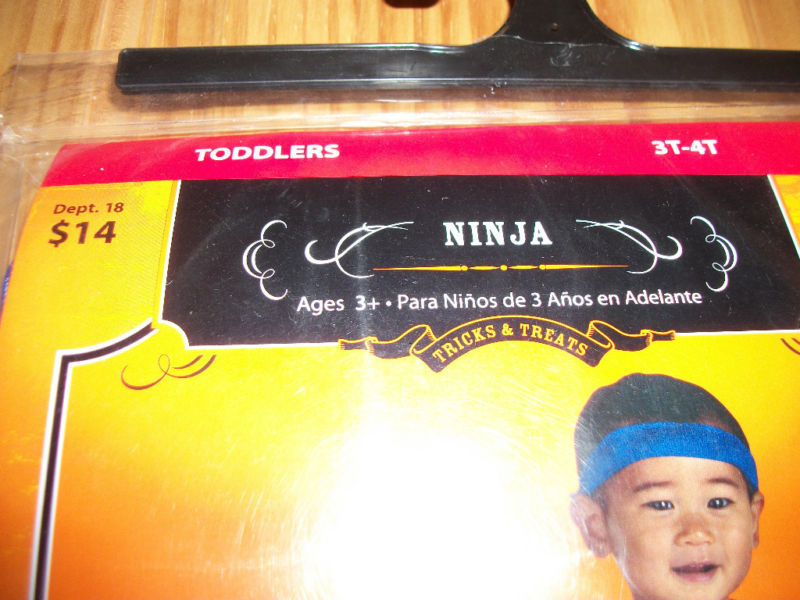 TODDLERS 3T-4T
Dept. 18
$14
NINJA
Ages 3+ • Para Niños de 3 Años en Adelante
TRICKS & TREATS